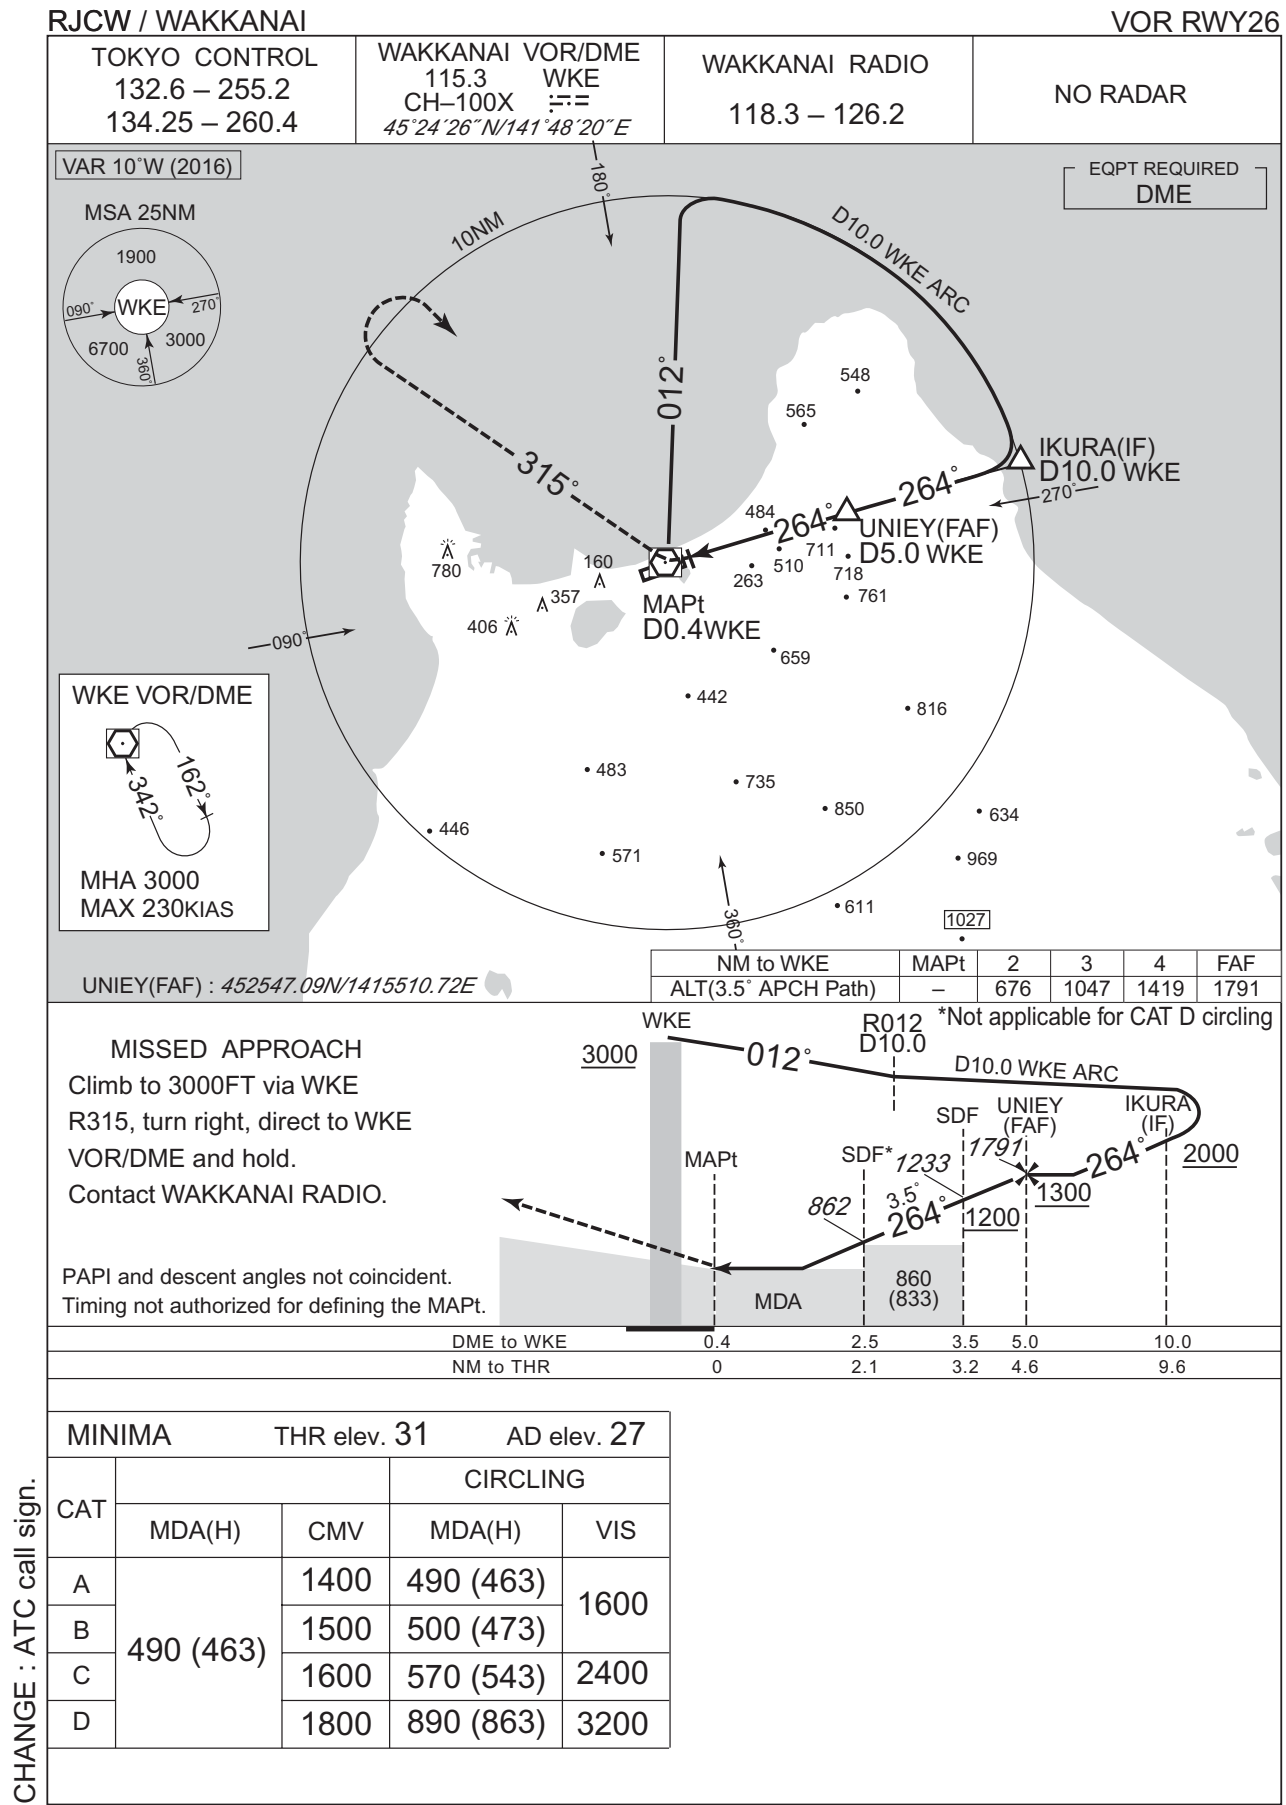 RJCW / WAKKANAI
VOR RWY26
TOKYO CONTROL
132.6 – 255.2
134.25 – 260.4
WAKKANAI VOR/DME
115.3 WKE
CH–100X
45˚24´26˝N/141˚48´20˝E
WAKKANAI RADIO
118.3 – 126.2
NO RADAR
VAR 10˚W (2016)
EQPT REQUIRED
DME
MSA 25NM
1900
090˚
WKE
270˚
6700
3000
360˚
180˚
10NM
D10.0 WKE ARC
012˚
315˚
548
565
IKURA(IF)
D10.0 WKE
270˚
264˚
264˚
484
UNIEY(FAF)
D5.0 WKE
711
510
718
263
761
780
160
357
406
MAPt
D0.4WKE
090˚
659
442
816
483
735
850
634
446
571
969
611
1027
360˚
WKE VOR/DME
162˚
342˚
MHA 3000
MAX 230KIAS
UNIEY(FAF) : 452547.09N/1415510.72E
NM to WKE MAPt 2 3 4 FAF
ALT(3.5˚ APCH Path) – 676 1047 1419 1791
*Not applicable for CAT D circling
MISSED APPROACH
Climb to 3000FT via WKE
R315, turn right, direct to WKE
VOR/DME and hold.
Contact WAKKANAI RADIO.
PAPI and descent angles not coincident.
Timing not authorized for defining the MAPt.
WKE
3000
012˚
R012
D10.0
D10.0 WKE ARC
MAPt
SDF*
SDF
UNIEY
(FAF)
IKURA
(IF)
862
1233
1791
3.5˚
264˚
264˚
2000
1300
1200
MDA
860
(833)
DME to WKE 0.4 2.5 3.5 5.0 10.0
NM to THR 0 2.1 3.2 4.6 9.6
MINIMA THR elev. 31 AD elev. 27
CIRCLING
CAT MDA(H) CMV MDA(H) VIS
A 490 (463) 1400 490 (463) 1600
B 1500 500 (473)
C 1600 570 (543) 2400
D 1800 890 (863) 3200
CHANGE : ATC call sign.